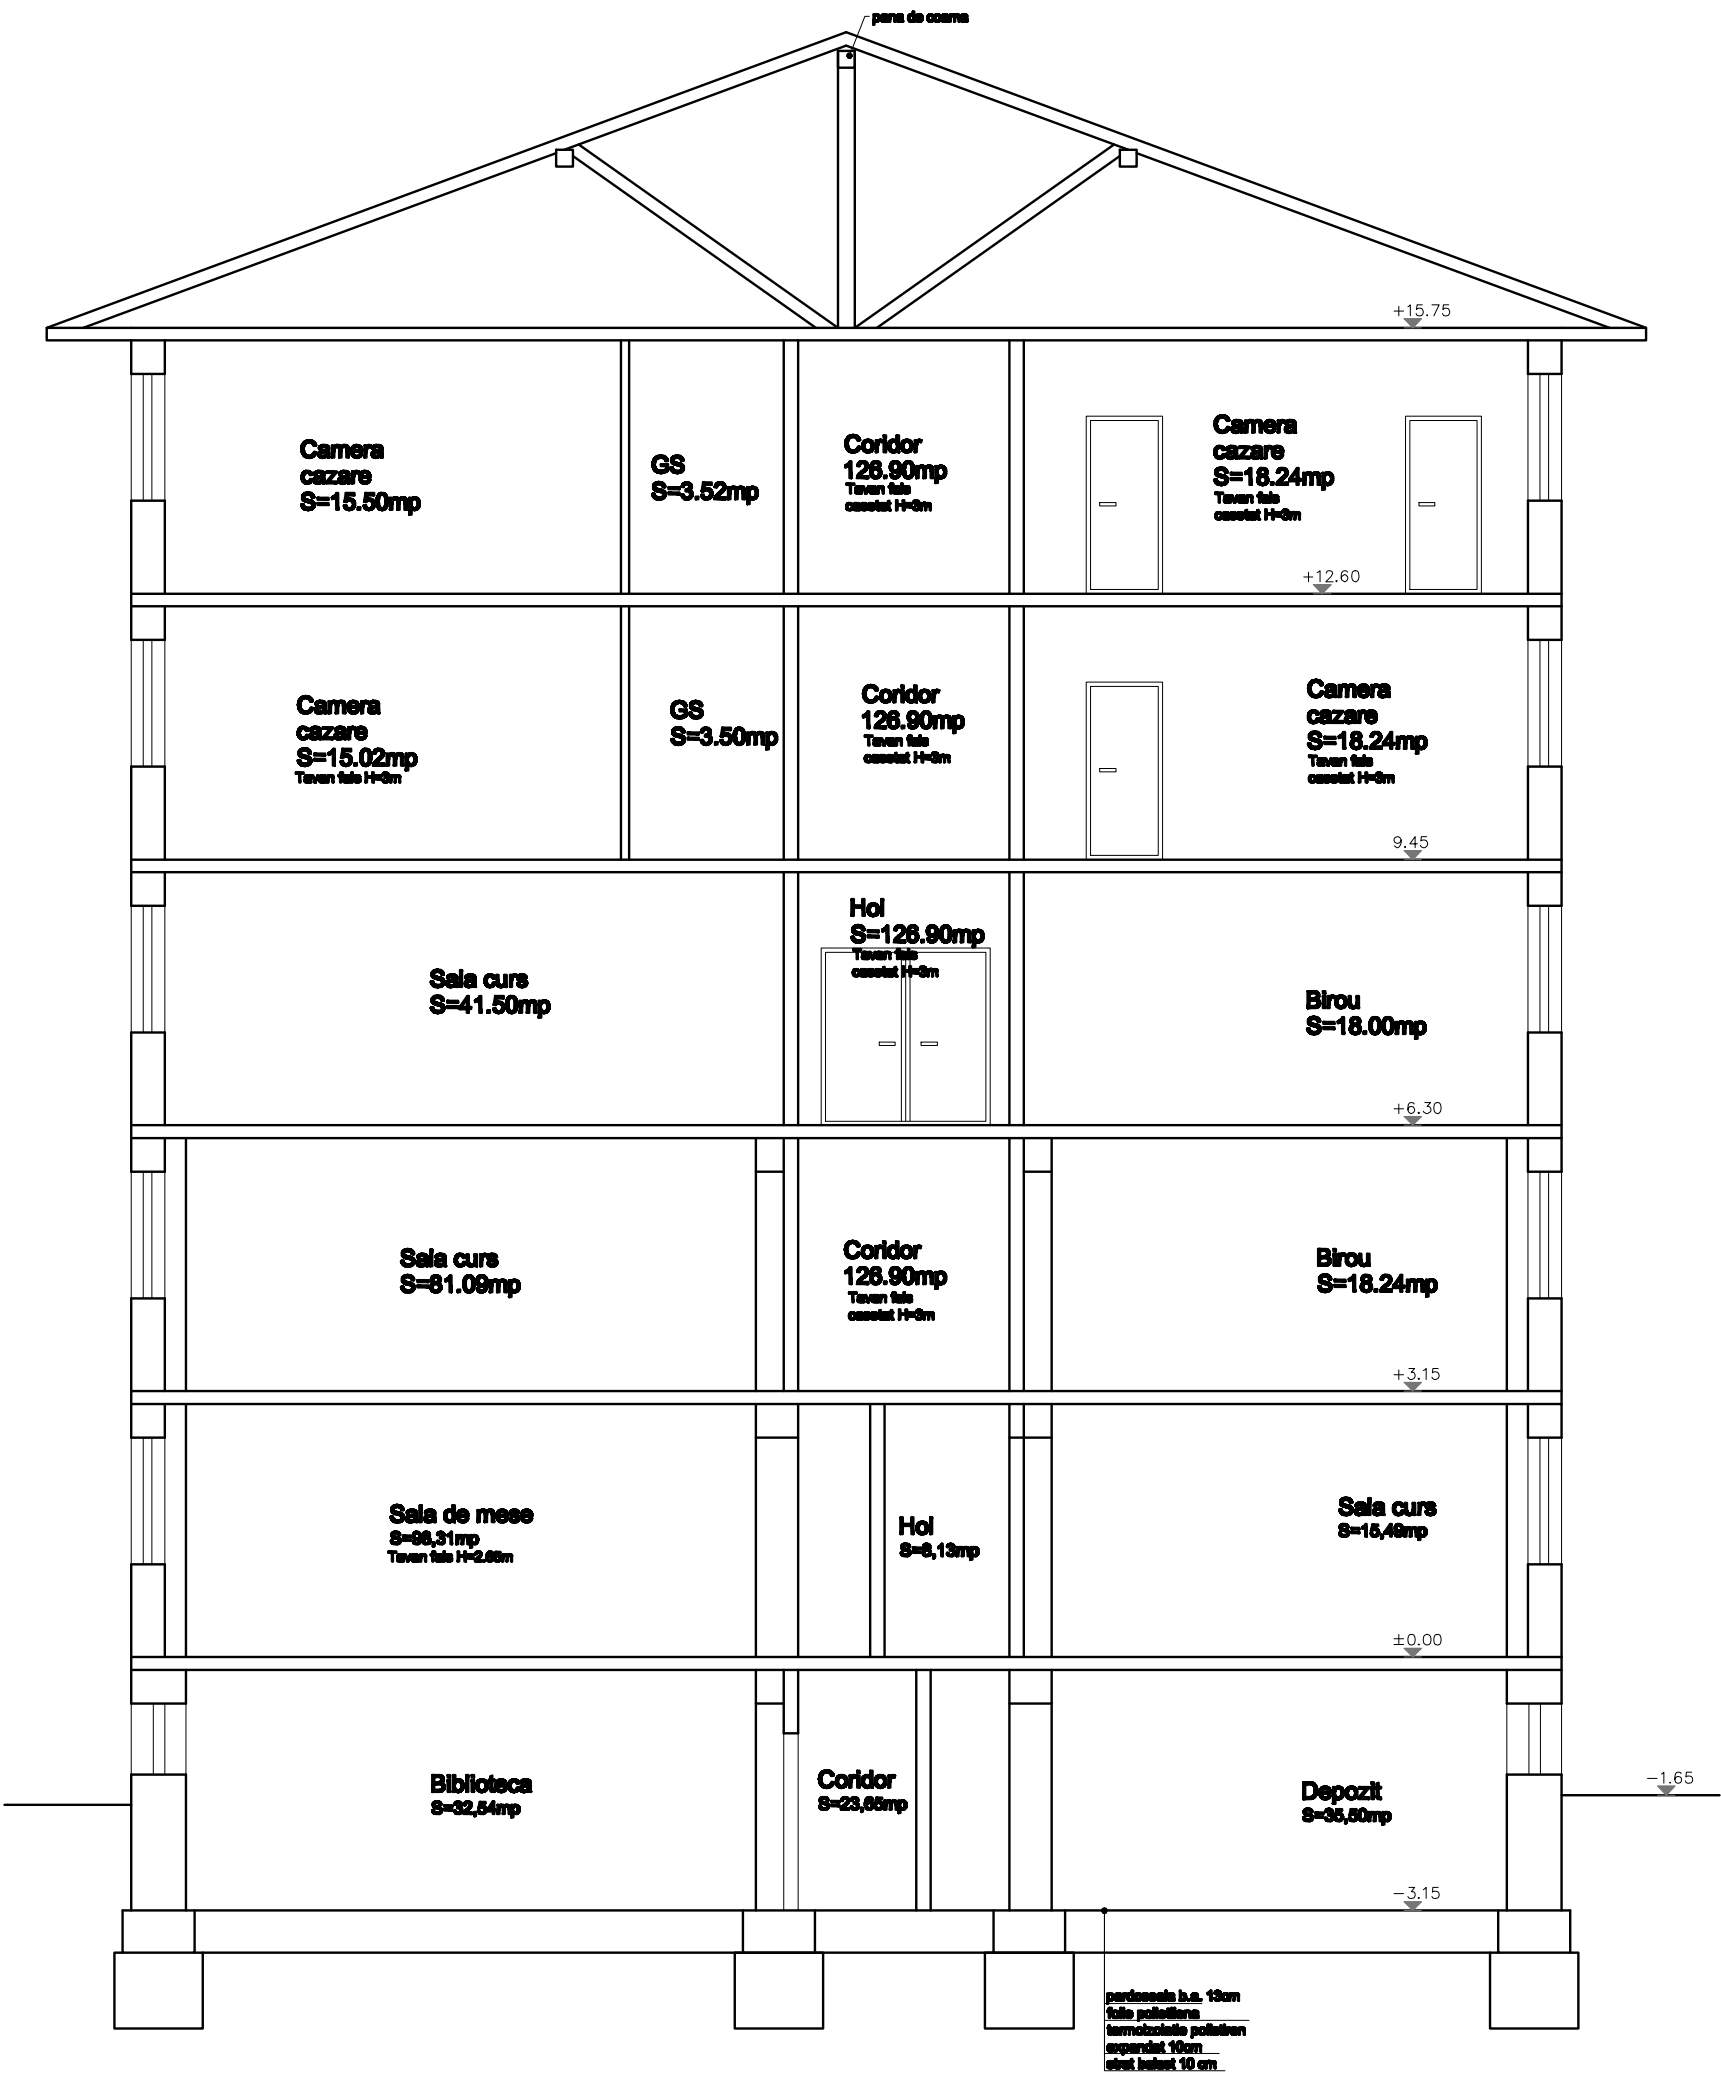 pana de coama
+15.75
Camera
cazare
S=15.50mp
GS
S=3.52mp
Coridor
126.90mp
Tavan fals
casetat H=3m
Camera
cazare
S=18.24mp
Tavan fals
casetat H=3m
+12.60
Camera
cazare
S=15.02mp
Tavan fals H=3m
GS
S=3.50mp
Coridor
126.90mp
Tavan fals
casetat H=3m
Camera
cazare
S=18.24mp
Tavan fals
casetat H=3m
9.45
Sala curs
S=41.50mp
Hol
S=126.90mp
Tavan fals
casetat H=3m
Birou
S=18.00mp
+6.30
Sala curs
S=81.09mp
Coridor
126.90mp
Tavan fals
casetat H=3m
Birou
S=18.24mp
+3.15
Sala de mese
S=96,31mp
Tavan fals H=2.65m
Hol
S=8,13mp
Sala curs
S=15,49mp
±0.00
Biblioteca
S=32,54mp
Coridor
S=23,65mp
Depozit
S=35,50mp
-1.65
-3.15
pardoseala b.a. 13cm
folie polietilena
termoizolatie polistiren
expandat 10cm
strat balast 10 cm